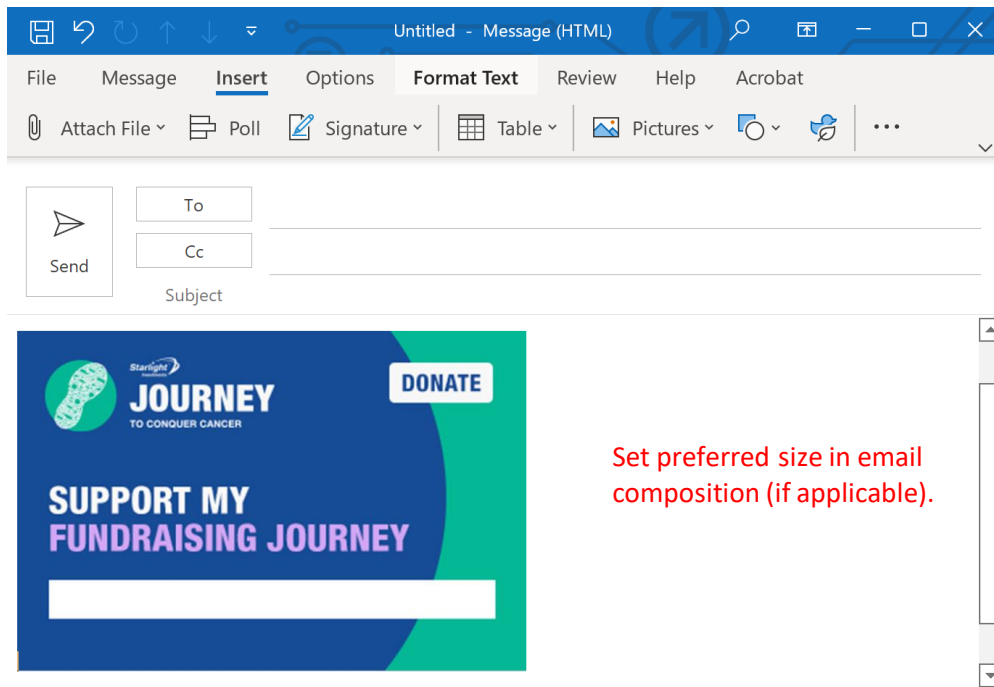 Untitled - Message (HTML)
File Message Insert Options Format Text Review Help Acrobat
Attach File Poll Signature Table Pictures
To
Send
Cc
Subject
Starlight
Investments
JOURNEY
TO CONQUER CANCER
DONATE
SUPPORT MY
FUNDRAISING JOURNEY
Set preferred size in email
composition (if applicable).